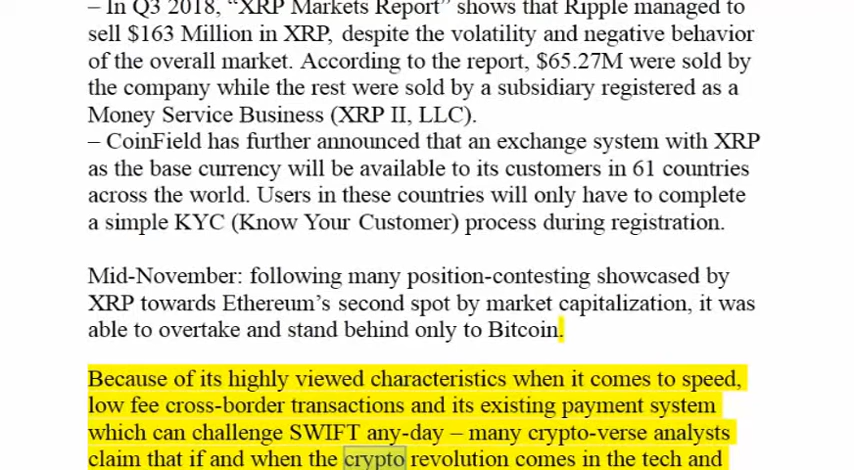 – In Q3 2018, “XRP Markets Report” shows that Ripple managed to
sell $163 Million in XRP, despite the volatility and negative behavior
of the overall market. According to the report, $65.27M were sold by
the company while the rest were sold by a subsidiary registered as a
Money Service Business (XRP II, LLC).
– CoinField has further announced that an exchange system with XRP
as the base currency will be available to its customers in 61 countries
across the world. Users in these countries will only have to complete
a simple KYC (Know Your Customer) process during registration.
Mid-November: following many position-contesting showcased by
XRP towards Ethereum’s second spot by market capitalization, it was
able to overtake and stand behind only to Bitcoin.
Because of its highly viewed characteristics when it comes to speed,
low fee cross-border transactions and its existing payment system
which can challenge SWIFT any-day – many crypto-verse analysts
claim that if and when the crypto revolution comes in the tech and